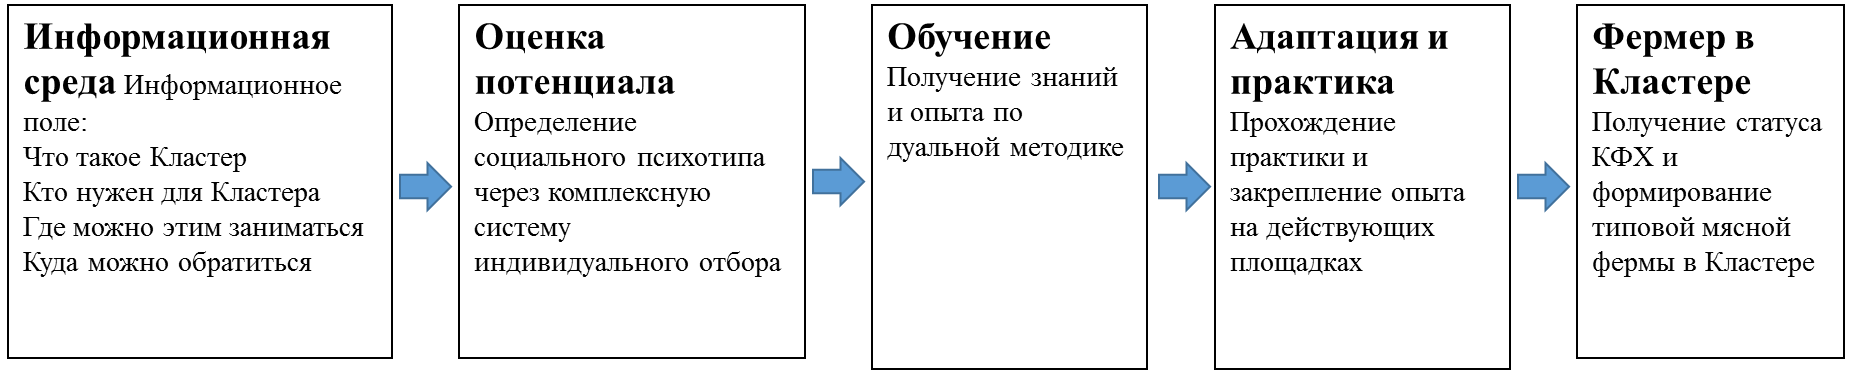 Информационная
среда Информационное
поле:
Что такое Кластер
Кто нужен для Кластера
Где можно этим заниматься
Куда можно обратиться
Оценка
потенциала
Определение
социального психотипа
через комплексную
систему
индивидуального отбора
Обучение
Получение знаний
и опыта по
дуальной методике
Адаптация и
практика
Прохождение
практики и
закрепление опыта
на действующих
площадках
Фермер в
Кластере
Получение статуса
КФХ и
формирование
типовой мясной
фермы в Кластере